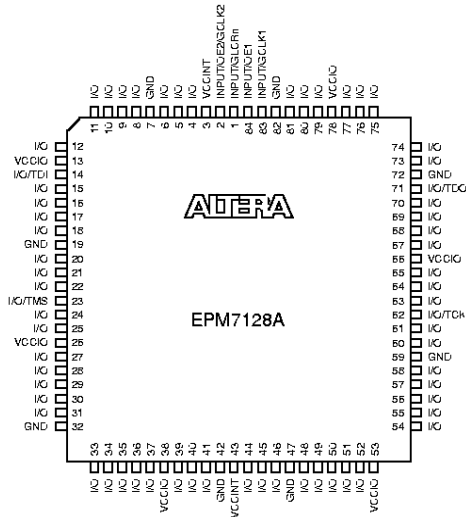 I/O I/O I/O I/O GND I/O I/O I/O VCCINT INPUT/OE2/GCLK2 INPUT/GLCRn INPUT/OE1 INPUT/GCLK1 GND I/O I/O I/O VCCIO I/O I/O I/O
11 10 9 8 7 6 5 4 3 2 1 84 83 82 81 80 79 78 77 76 75
I/O 12 74 I/O
VCCIO 13 73 I/O
I/O/TDI 14 72 GND
I/O 15 71 I/O/TDO
I/O 16 70 I/O
I/O 17 69 I/O
I/O 18 68 I/O
GND 19 67 I/O
I/O 20 66 VCCIO
I/O 21 65 I/O
I/O 22 64 I/O
I/O/TMS 23 63 I/O
I/O 24 62 I/O/TCK
I/O 25 61 I/O
VCCIO 26 60 I/O
I/O 27 59 GND
I/O 28 58 I/O
I/O 29 57 I/O
I/O 30 56 I/O
I/O 31 55 I/O
GND 32 54 I/O
ALTERA
EPM7128A
33 34 35 36 37 38 39 40 41 42 43 44 45 46 47 48 49 50 51 52 53
I/O I/O I/O I/O I/O VCCIO I/O I/O I/O GND VCCINT I/O I/O I/O GND I/O I/O I/O I/O I/O VCCIO